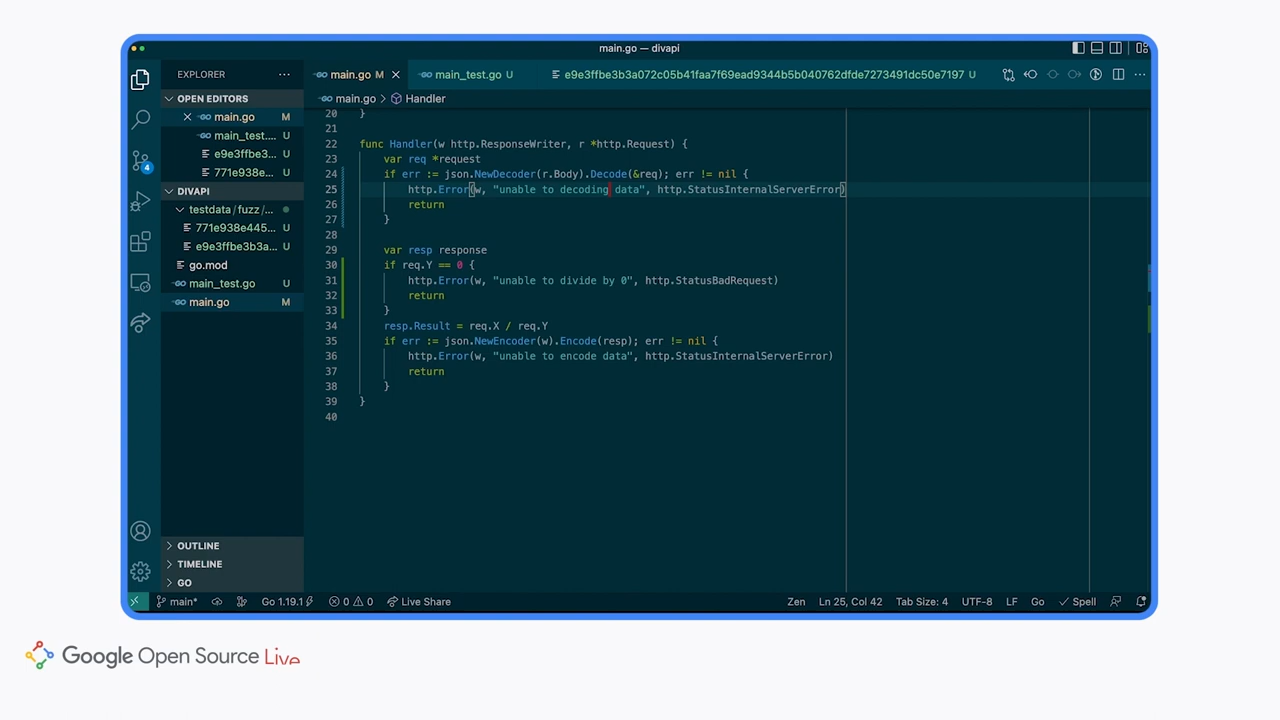 main.go — divapi
EXPLORER ···
main.go M
main_test.go U
e9e3ffbe3b3a072c05b41faa7f69ead9344b5b040762dfde7273491dc50e7197 U
OPEN EDITORS
main.go M
main_test.... U
e9e3ffbe3... U
771e938e... U
DIVAPI
testdata / fuzz / ...
771e938e445... U
e9e3ffbe3b3a... U
go.mod
main_test.go U
main.go M
OUTLINE
TIMELINE
GO
4
main.go > Handler
20 }
21
22 func Handler(w http.ResponseWriter, r *http.Request) {
23 var req *request
24 if err := json.NewDecoder(r.Body).Decode(&req); err != nil {
25 http.Error(w, "unable to decoding data", http.StatusInternalServerError)
26 return
27 }
28
29 var resp response
30 if req.Y == 0 {
31 http.Error(w, "unable to divide by 0", http.StatusBadRequest)
32 return
33 }
34 resp.Result = req.X / req.Y
35 if err := json.NewEncoder(w).Encode(resp); err != nil {
36 http.Error(w, "unable to encode data", http.StatusInternalServerError)
37 return
38 }
39 }
40
main* Go 1.19.1 0 0 Live Share Zen Ln 25, Col 42 Tab Size: 4 UTF-8 LF Go Spell
Google Open Source Live